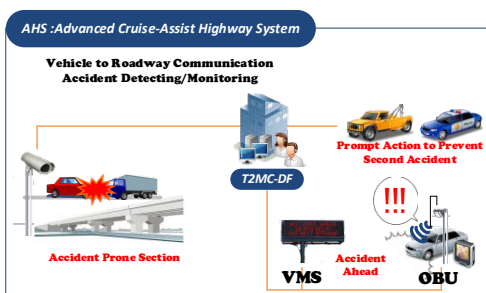 AHS :Advanced Cruise-Assist Highway System
Vehicle to Roadway Communication
Accident Detecting/Monitoring
Prompt Action to Prevent
Second Accident
T2MC-DF
!!!
Accident Prone Section
VMS
Accident
Ahead
OBU